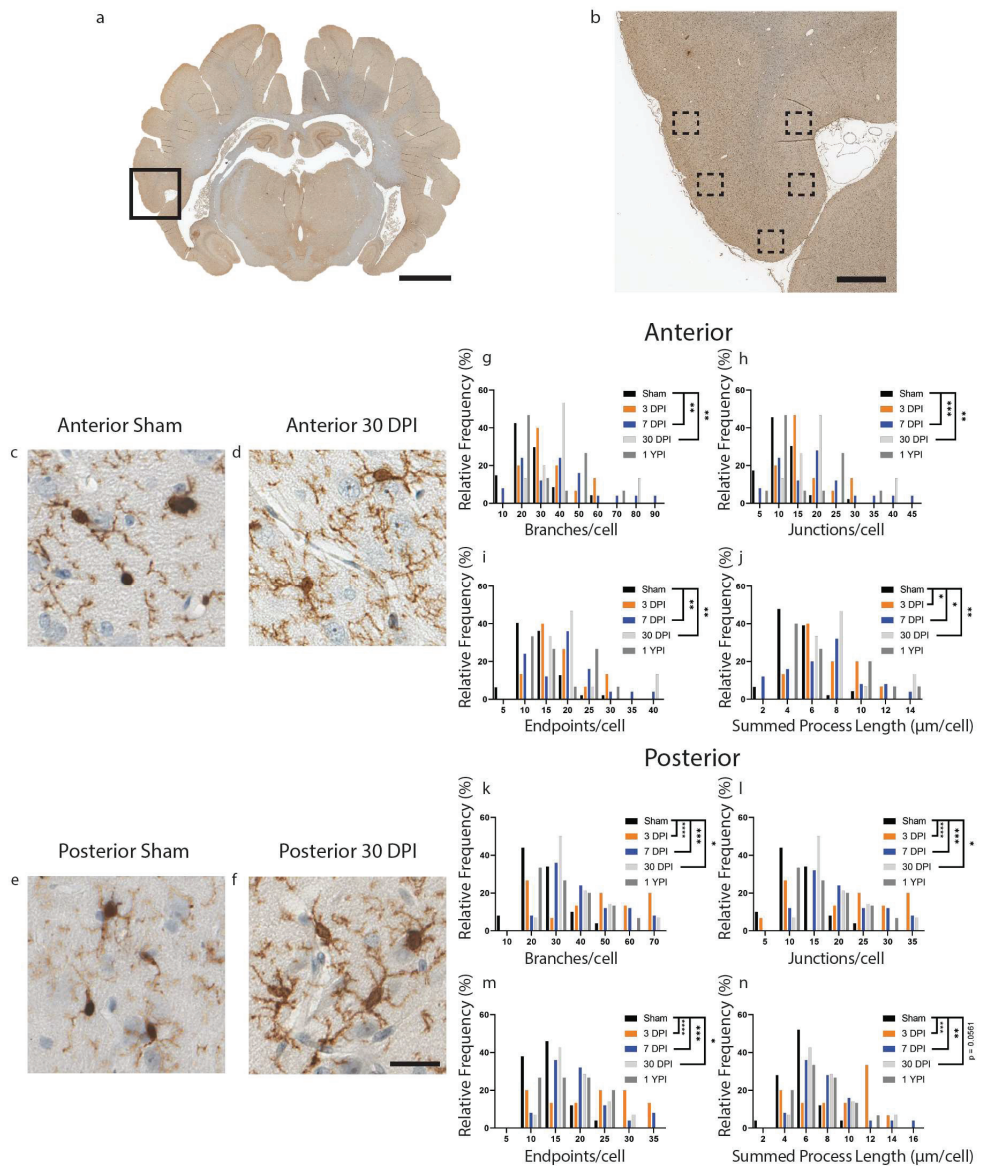 a
b
Anterior
g
h
Relative Frequency (%)
60
40
20
0
10 20 30 40 50 60 70 80 90
Branches/cell
Sham
3 DPI
7 DPI
30 DPI
1 YPI
**
**
Relative Frequency (%)
60
40
20
0
5 10 15 20 25 30 35 40 45
Junctions/cell
Sham
3 DPI
7 DPI
30 DPI
1 YPI
***
**
Anterior Sham
Anterior 30 DPI
c
d
i
j
Relative Frequency (%)
60
40
20
0
5 10 15 20 25 30 35 40
Endpoints/cell
Sham
3 DPI
7 DPI
30 DPI
1 YPI
**
**
Relative Frequency (%)
60
40
20
0
2 4 6 8 10 12 14
Summed Process Length (µm/cell)
Sham
3 DPI
7 DPI
30 DPI
1 YPI
*
*
**
Posterior
k
l
Relative Frequency (%)
60
40
20
0
10 20 30 40 50 60 70
Branches/cell
Sham
3 DPI
7 DPI
30 DPI
1 YPI
****
***
*
Relative Frequency (%)
60
40
20
0
5 10 15 20 25 30 35
Junctions/cell
Sham
3 DPI
7 DPI
30 DPI
1 YPI
****
***
*
Posterior Sham
Posterior 30 DPI
e
f
m
n
Relative Frequency (%)
60
40
20
0
5 10 15 20 25 30 35
Endpoints/cell
Sham
3 DPI
7 DPI
30 DPI
1 YPI
****
***
*
Relative Frequency (%)
60
40
20
0
2 4 6 8 10 12 14 16
Summed Process Length (µm/cell)
Sham
3 DPI
7 DPI
30 DPI
1 YPI
***
**
p = 0.0561